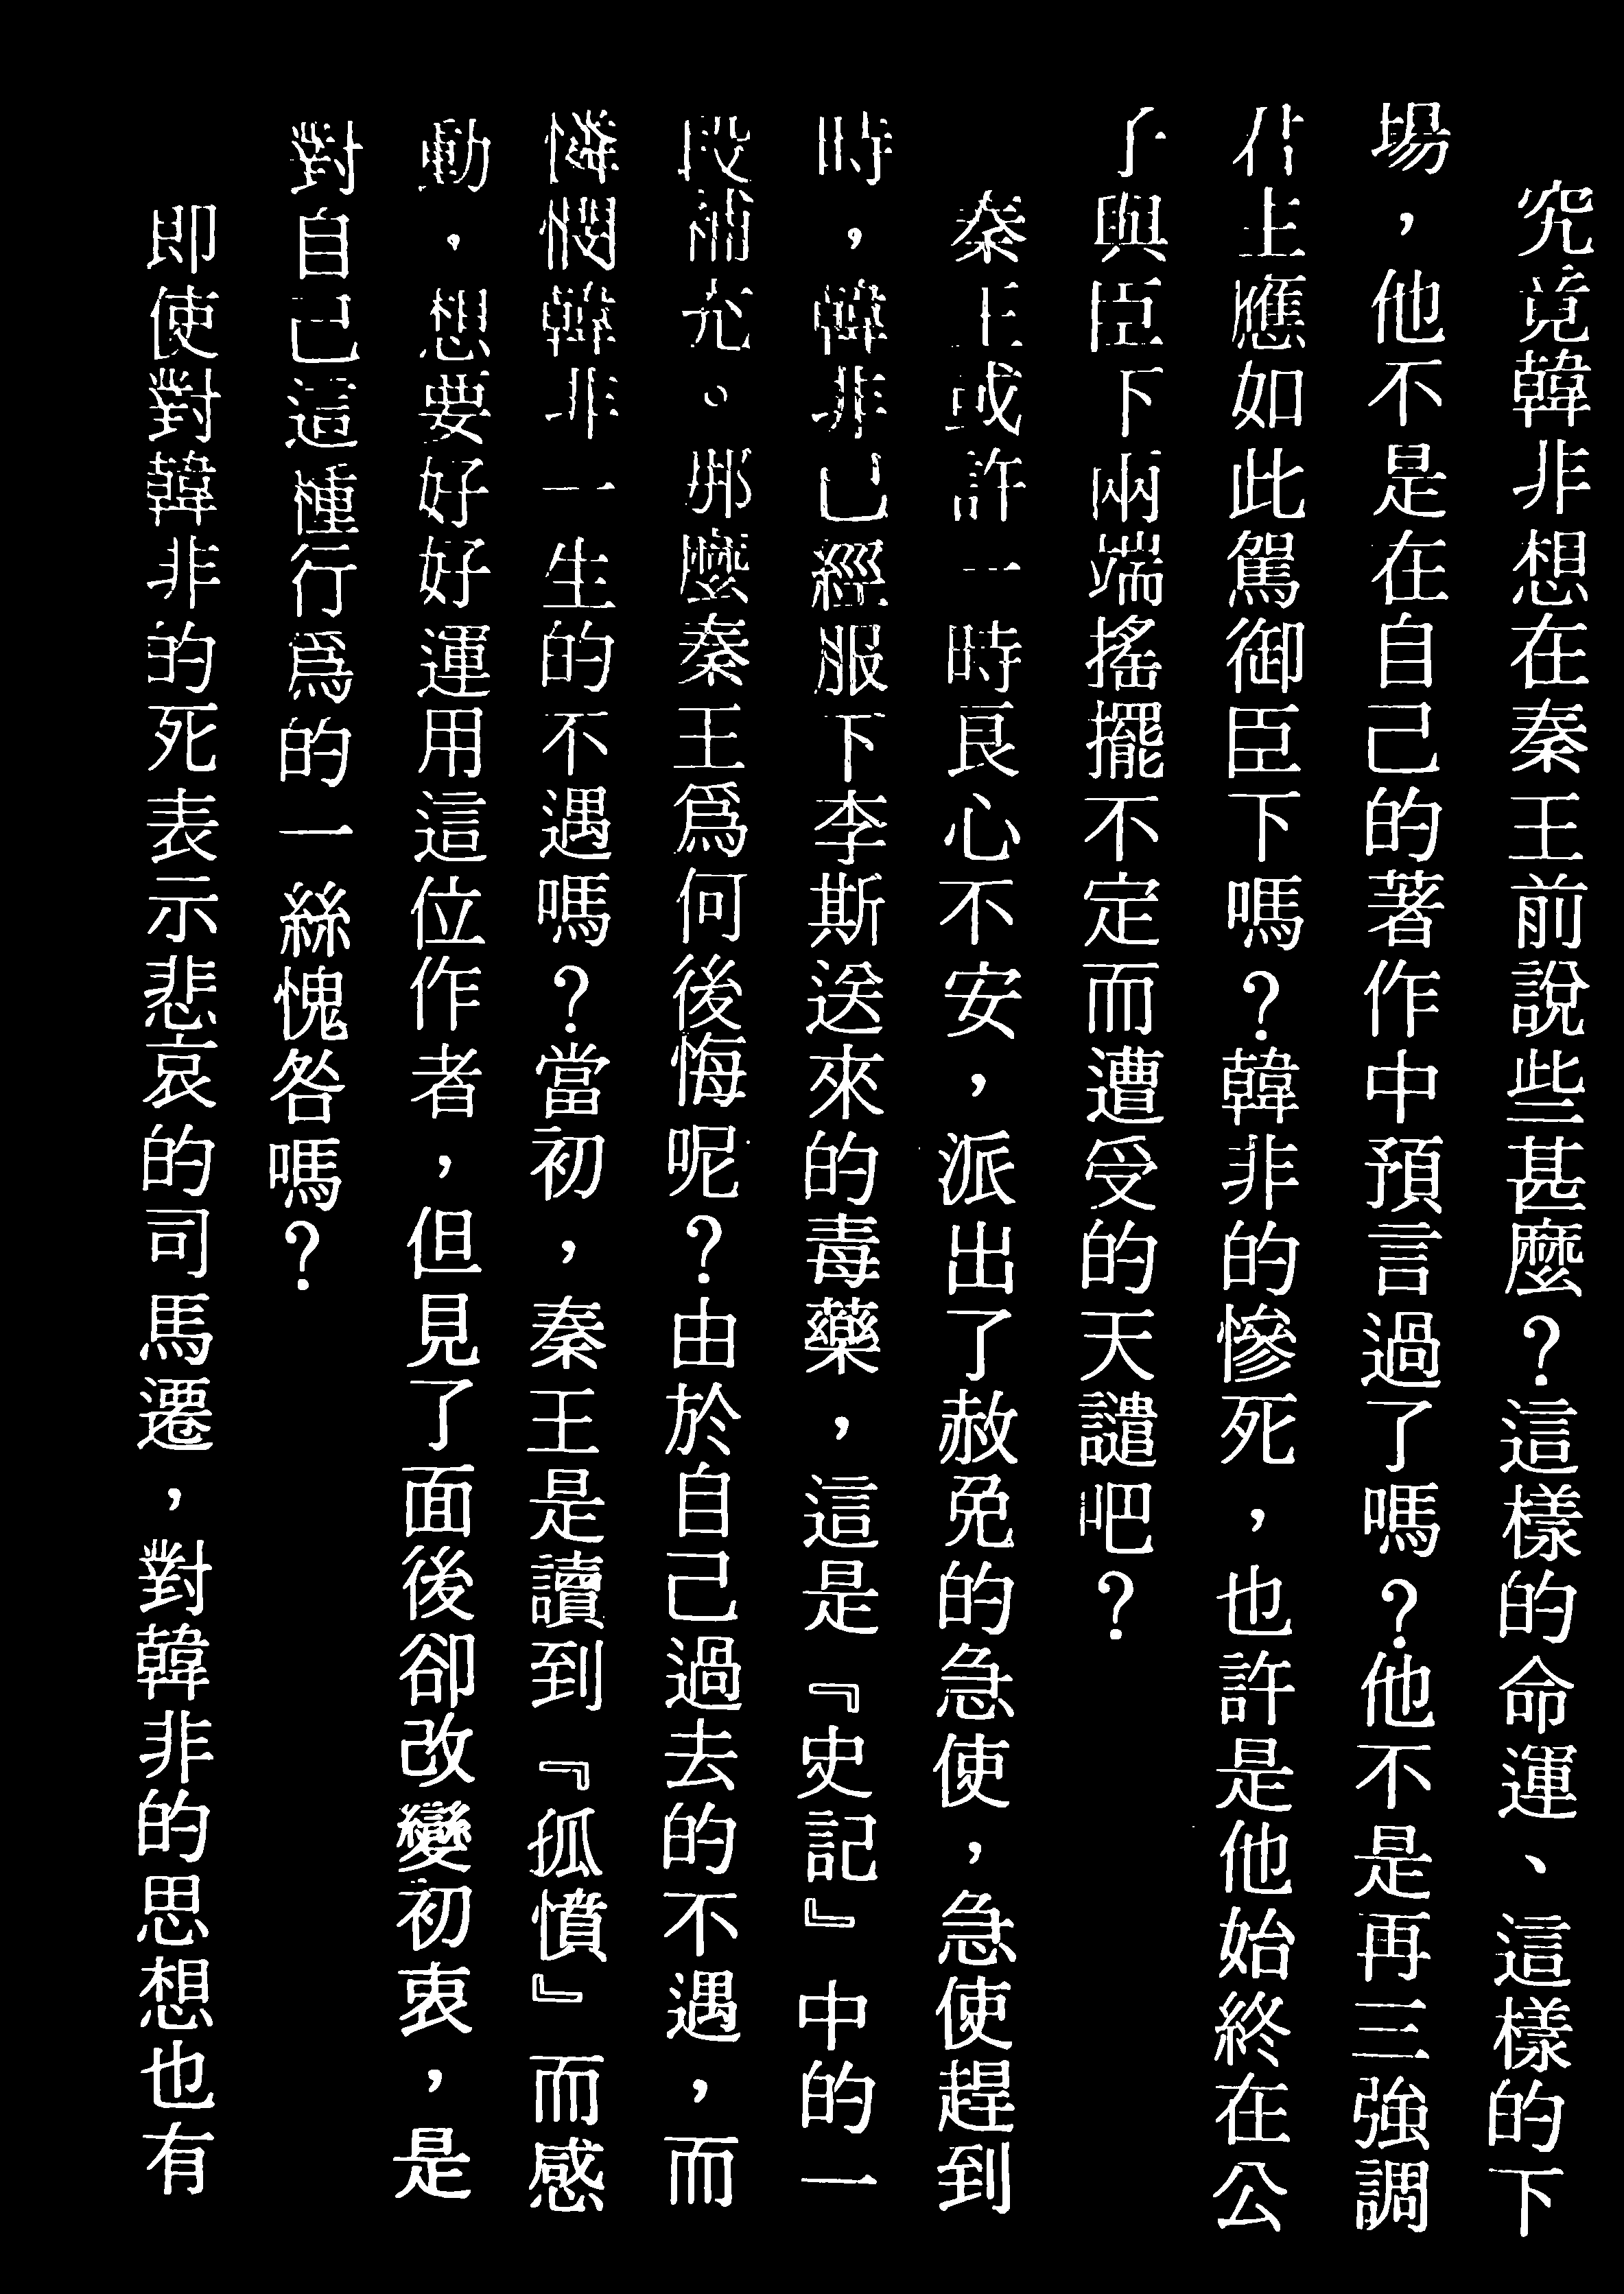 究竟韓非想在秦王前說些甚麼？這樣的命運、這樣的下
場，他不是在自己的著作中預言過了嗎？他不是再三強調
君主應如此駕御臣下嗎？韓非的慘死，也許是他始終在公
子與臣下兩端搖擺不定而遭受的天譴吧？
秦王或許一時良心不安，派出了赦免的急使，急使趕到
時，韓非已經服下李斯送來的毒藥，這是『史記』中的一
段補充。那麼秦王爲何後悔呢？由於自己過去的不遇，而
憐憫韓非一生的不遇嗎？當初，秦王是讀到『孤憤』而感
動，想要好好運用這位作者，但見了面後卻改變初衷，是
對自己這種行爲的一絲愧咎嗎？
即使對韓非的死表示悲哀的司馬遷，對韓非的思想也有